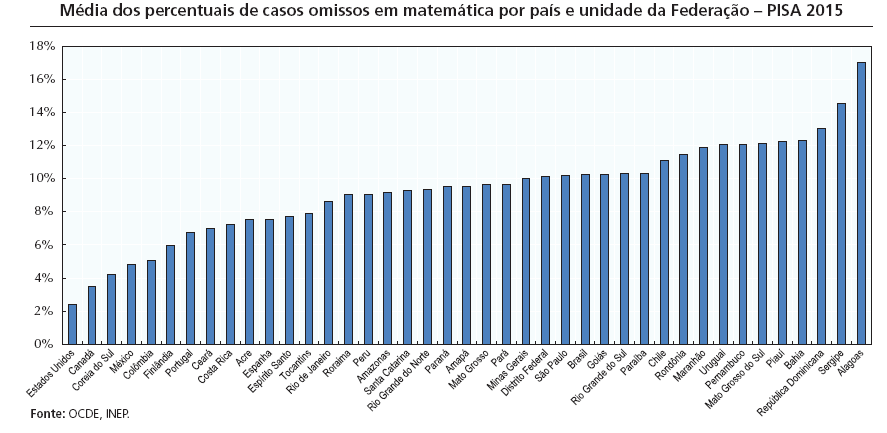 Média dos percentuais de casos omissos em matemática por país e unidade da Federação – PISA 2015
18%
16%
14%
12%
10%
8%
6%
4%
2%
0%
Estados Unidos
Canadá
Coreia do Sul
México
Colômbia
Finlândia
Portugal
Ceará
Costa Rica
Acre
Espanha
Espírito Santo
Tocantins
Rio de Janeiro
Roraima
Peru
Amazonas
Santa Catarina
Rio Grande do Norte
Paraná
Amapá
Mato Grosso
Pará
Minas Gerais
Distrito Federal
São Paulo
Brasil
Goiás
Rio Grande do Sul
Paraíba
Chile
Rondônia
Maranhão
Uruguai
Pernambuco
Mato Grosso do Sul
Piauí
Bahia
República Dominicana
Sergipe
Alagoas
Fonte: OCDE, INEP.